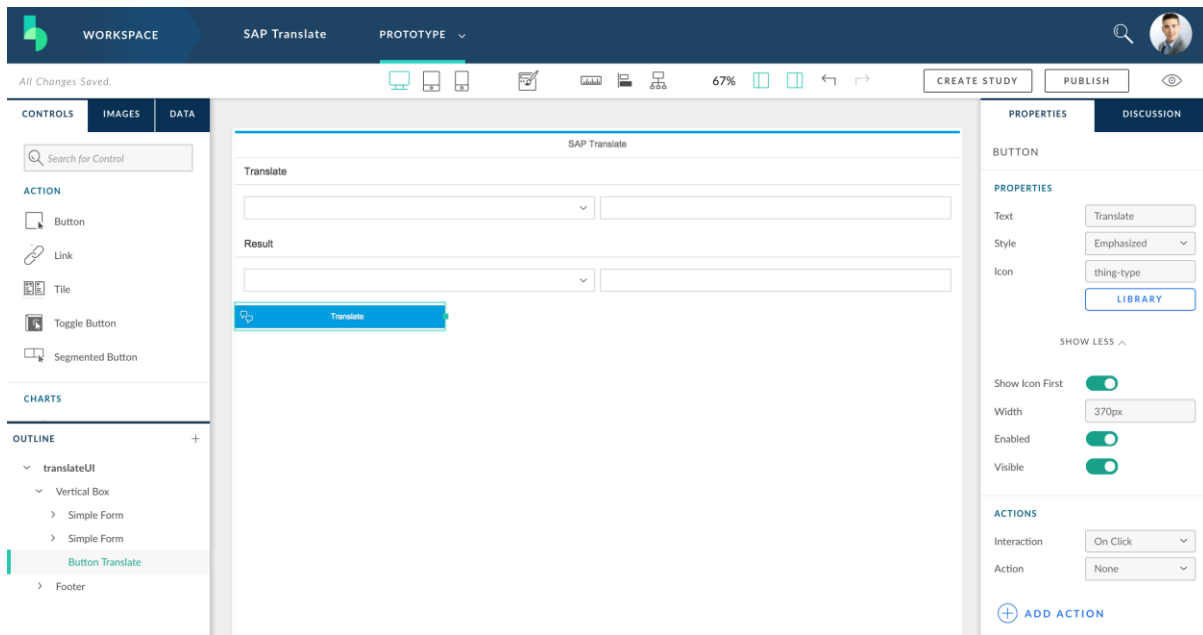 WORKSPACE
SAP Translate
PROTOTYPE
All Changes Saved.
67%
CREATE STUDY
PUBLISH
CONTROLS
IMAGES
DATA
Search for Control
ACTION
Button
Link
Tile
Toggle Button
Segmented Button
CHARTS
OUTLINE
translateUI
Vertical Box
Simple Form
Simple Form
Button Translate
Footer
SAP Translate
Translate
Result
Translate
PROPERTIES
DISCUSSION
BUTTON
PROPERTIES
Text Translate
Style Emphasized
Icon thing-type
LIBRARY
SHOW LESS
Show Icon First
Width 370px
Enabled
Visible
ACTIONS
Interaction On Click
Action None
ADD ACTION